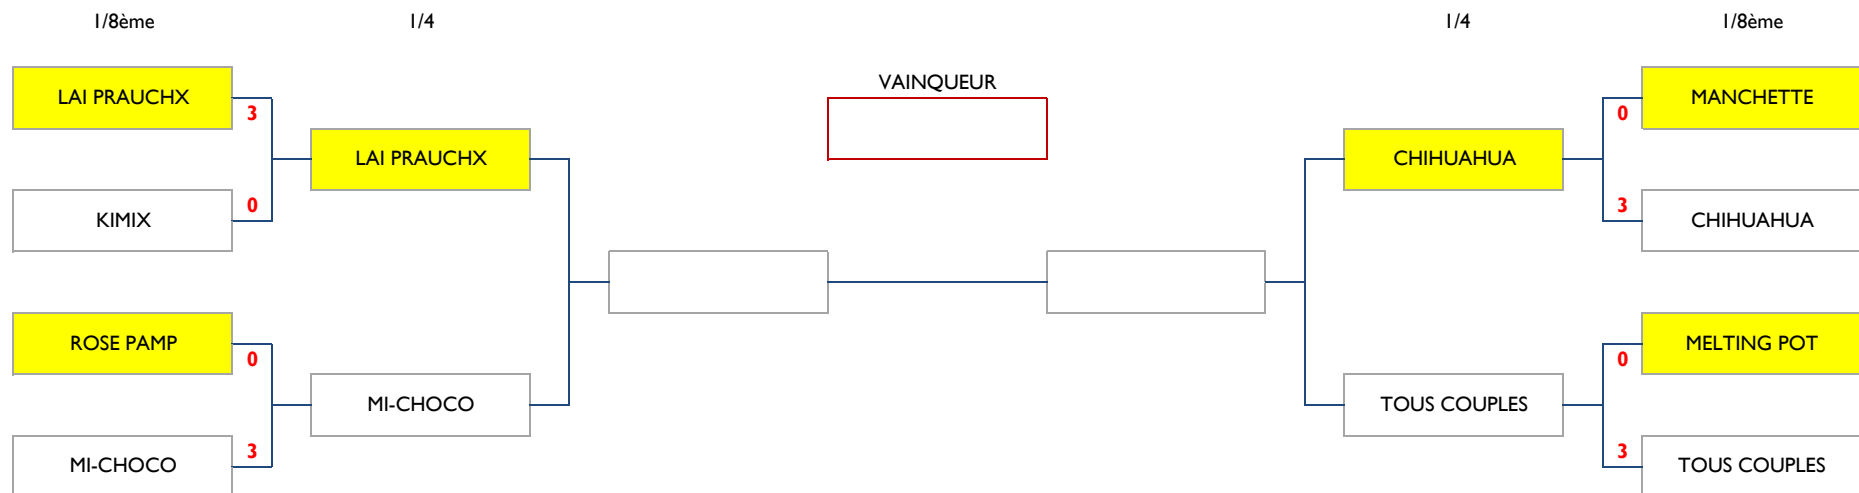 1/8ème
1/4
1/4
1/8ème
VAINQUEUR
LAI PRAUCHX
3
0
MANCHETTE
LAI PRAUCHX
CHIHUAHUA
KIMIX
0
3
CHIHUAHUA
ROSE PAMP
0
0
MELTING POT
MI-CHOCO
TOUS COUPLES
MI-CHOCO
3
3
TOUS COUPLES